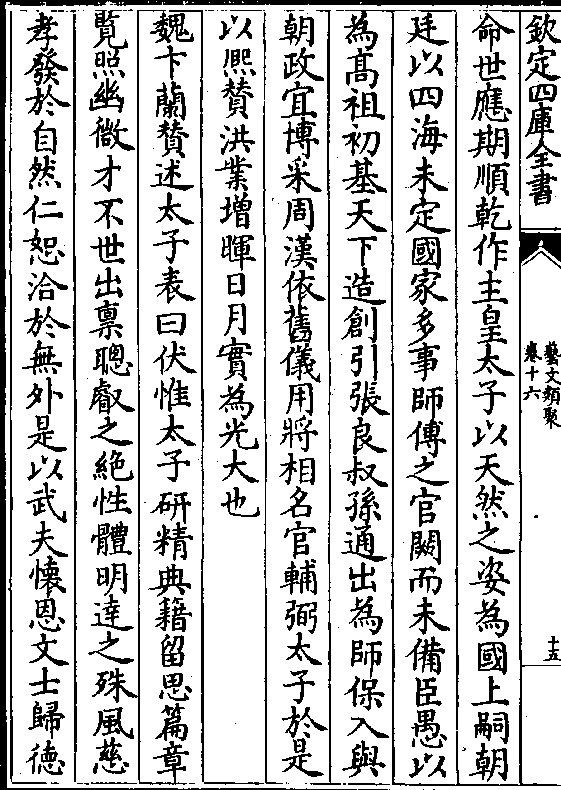 欽定四庫全書
藝文類聚
卷十六
十五
命世應期順乾作主皇太子以天然之姿為國上嗣朝
廷以四海未定國家多事師傅之官闕而未備臣愚以
為高祖初基天下造創引張良叔孫通出為師保入與
朝政宜博采周漢依舊儀用將相名官輔弼太子於是
以熈賛洪業增暉日月實為光大也
魏卞蘭賛述太子表曰伏惟太子研精典籍留思篇章
覽照幽微才不世出禀聰叡之絶性體明達之殊風慈
孝發於自然仁恕洽於無外是以武夫懷恩文士歸德